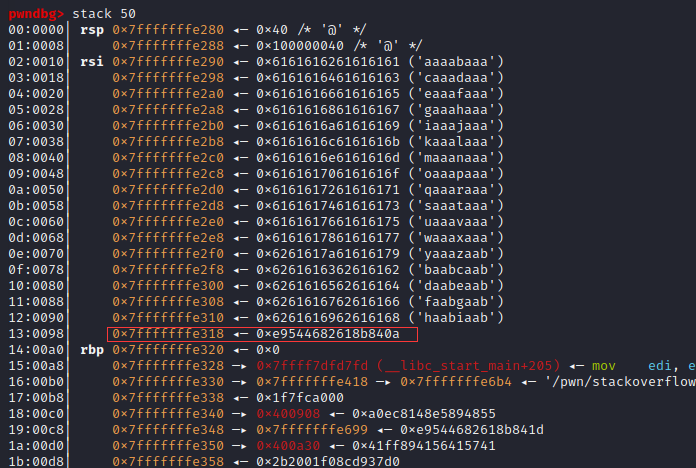 pwndbg> stack 50
00:0000│ rsp 0×7fffffffe280 ◂— 0×40 /* '@' */
01:0008│     0×7fffffffe288 ◂— 0×100000040 /* '@' */
02:0010│ rsi 0×7fffffffe290 ◂— 0×6161616261616161 ('aaaabaaa')
03:0018│     0×7fffffffe298 ◂— 0×6161616461616163 ('caaadaaa')
04:0020│     0×7fffffffe2a0 ◂— 0×6161616661616165 ('eaaafaaa')
05:0028│     0×7fffffffe2a8 ◂— 0×6161616861616167 ('gaaahaaa')
06:0030│     0×7fffffffe2b0 ◂— 0×6161616a61616169 ('iaaajaaa')
07:0038│     0×7fffffffe2b8 ◂— 0×6161616c6161616b ('kaaalaaa')
08:0040│     0×7fffffffe2c0 ◂— 0×6161616e6161616d ('maaanaaa')
09:0048│     0×7fffffffe2c8 ◂— 0×616161706161616f ('oaaapaaa')
0a:0050│     0×7fffffffe2d0 ◂— 0×6161617261616171 ('qaaaraaa')
0b:0058│     0×7fffffffe2d8 ◂— 0×6161617461616173 ('saaataaa')
0c:0060│     0×7fffffffe2e0 ◂— 0×6161617661616175 ('uaaavaaa')
0d:0068│     0×7fffffffe2e8 ◂— 0×6161617861616177 ('waaaxaaa')
0e:0070│     0×7fffffffe2f0 ◂— 0×6261617a61616179 ('yaaazaab')
0f:0078│     0×7fffffffe2f8 ◂— 0×6261616362616162 ('baabcaab')
10:0080│     0×7fffffffe300 ◂— 0×6261616562616164 ('daabeaab')
11:0088│     0×7fffffffe308 ◂— 0×6261616762616166 ('faabgaab')
12:0090│     0×7fffffffe310 ◂— 0×6261616962616168 ('haabiaab')
13:0098│     0×7fffffffe318 ◂— 0×e9544682618b840a
14:00a0│ rbp 0×7fffffffe320 ◂— 0×0
15:00a8│     0×7fffffffe328 —▸ 0×7ffff7dfd7fd (__libc_start_main+205) ◂— mov    edi, e
16:00b0│     0×7fffffffe330 —▸ 0×7fffffffe418 —▸ 0×7fffffffe6b4 ◂— '/pwn/stackoverflow
17:00b8│     0×7fffffffe338 ◂— 0×1f7fca000
18:00c0│     0×7fffffffe340 —▸ 0×400908 ◂— 0×a0ec8148e5894855
19:00c8│     0×7fffffffe348 —▸ 0×7fffffffe699 ◂— 0×e9544682618b841d
1a:00d0│     0×7fffffffe350 —▸ 0×400a30 ◂— 0×41ff894156415741
1b:00d8│     0×7fffffffe358 ◂— 0×2b2001f08cd937d0